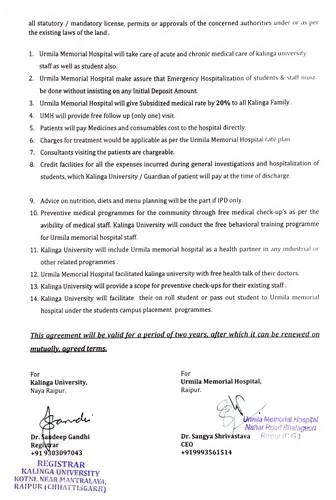 all statutory / mandatory license, permits or approvals of the concerned authorities under or as per
the existing laws of the land .
1. Urmila Memorial Hospital will take care of acute and chronic medical care of kalinga university
staff as well as student also.
2. Urmila Memorial Hospital make assure that Emergency Hospitalization of students & staff must
be done without insisting on any Initial Deposit Amount.
3. Urmila Memorial Hospital will give Subsidized medical rate by 20% to all Kalinga Family .
4. UMH will provide free follow up (only one) visit.
5. Patients will pay Medicines and consumables cost to the hospital directly.
6. Charges for treatment would be applicable as per the Urmila Memorial Hospital rate plan
7. Consultants visiting the patients are chargeable.
8. Credit facilities for all the expenses incurred during general investigations and hospitalization of
students, which Kalinga University / Guardian of patient will pay at the time of discharge.
9. Advice on nutrition, diets and menu planning will be the part if IPD only.
10. Preventive medical programmes for the community through free medical check-up's as per the
avibility of medical staff. Kalinga University will conduct the free behavioral training programme
for Urmila memorial hospital staff.
11. Kalinga University will include Urmila memorial hospital as a health partner in any industrial or
other related programmes .
12. Urmila Memorial Hospital facilitated kalinga university with free health talk of their doctors.
13. Kalinga University will provide a scope for preventive check-ups for their existing staff .
14. Kalinga University will facilitate their on roll student or pass out student to Urmila memorial
hospital under the students campus placement programmes.
This agreement will be valid for a period of two years, after which it can be renewed on
mutually, agreed terms.
For
Kalinga University,
Naya Raipur.
Dr. Sandeep Gandhi
Registrar
+91 9303097043
REGISTRAR
KALINGA UNIVERSITY
KOTNI, NEAR MANTRALAYA,
RAIPUR (CHHATTISGARH)
For
Urmila Memorial Hospital,
Raipur.
Urmila Memorial Hospital
Dr. Sangya Shrivastava
CEO
+919993561514